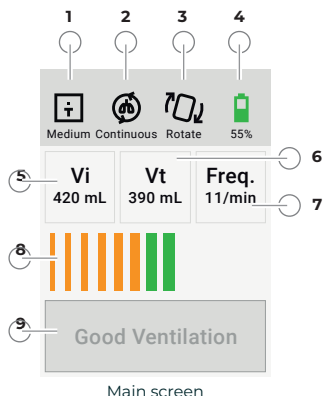 1 2 3 4
Medium Continuous Rotate 55%
6
5
Vi Vt Freq.
420 mL 390 mL 11/min
7
8
9
Good Ventilation
Main screen